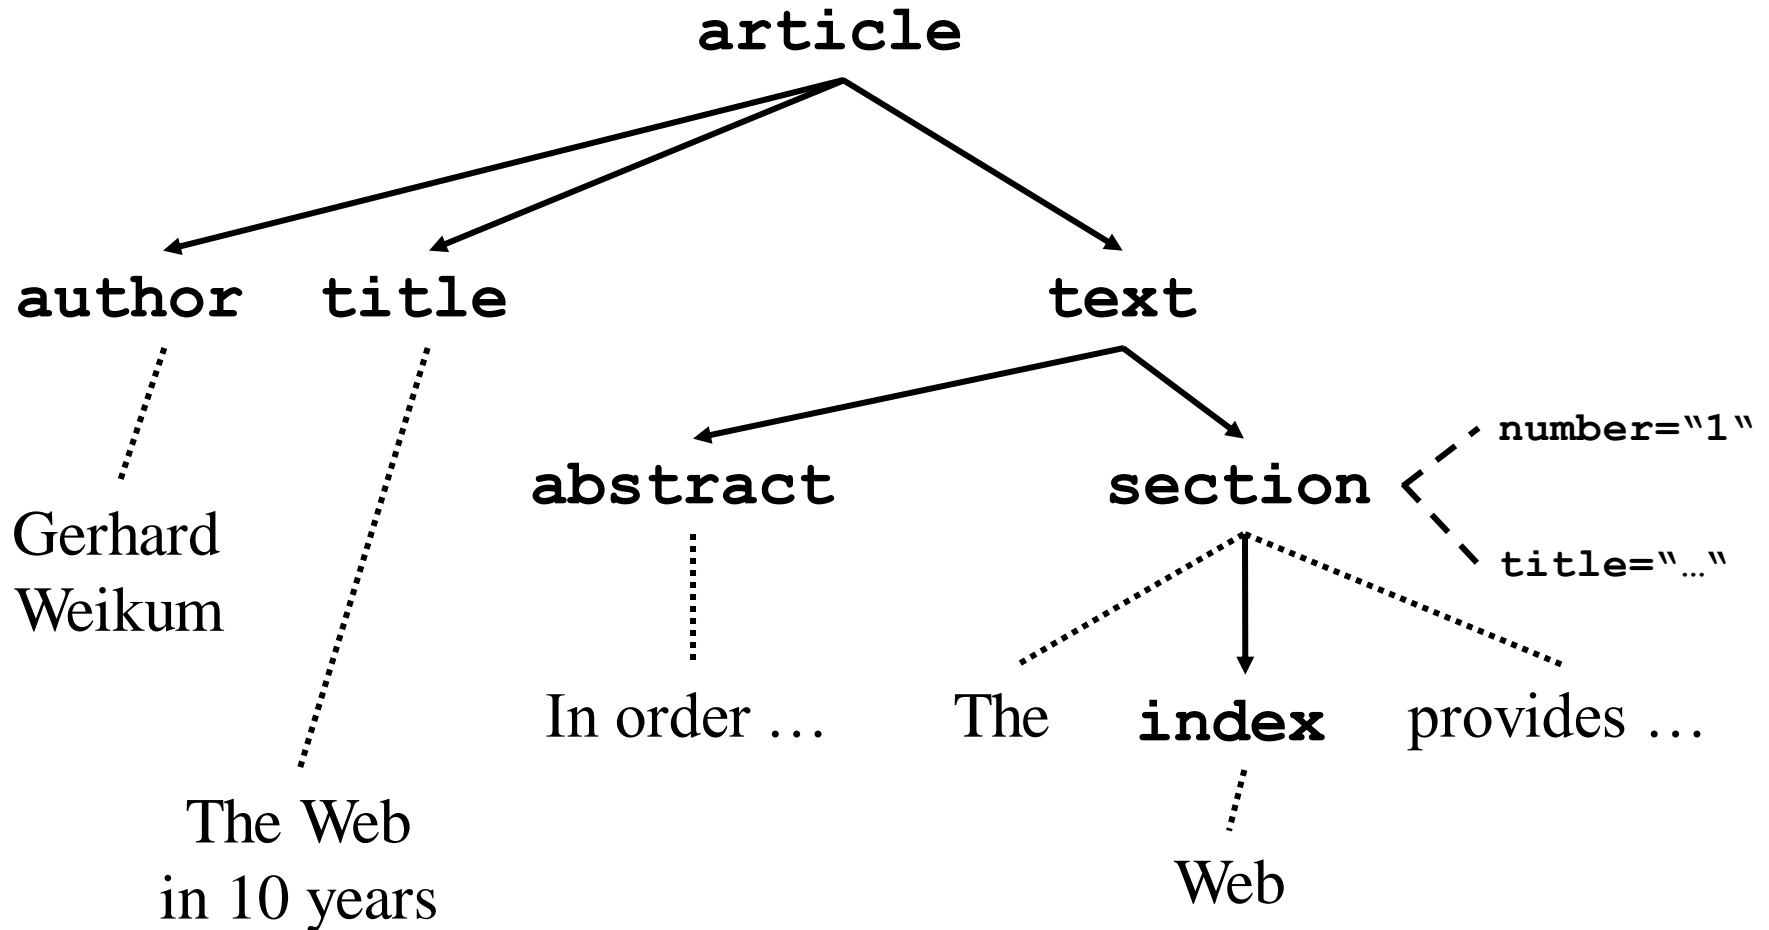 article
author title text
number=“1“
abstract section
title=“…“
Gerhard
Weikum
In order … The index provides …
The Web
in 10 years
Web